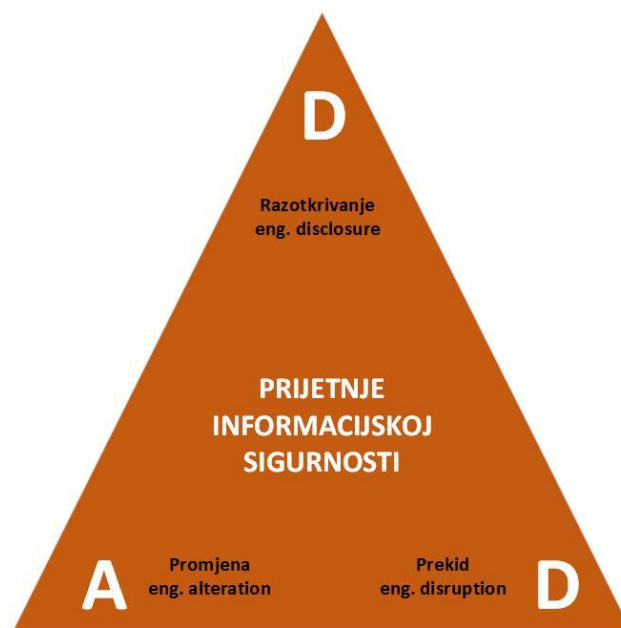 D
Razotkrivanje
eng. disclosure
PRIJETNJE
INFORMACIJSKOJ
SIGURNOSTI
A
Promjena
eng. alteration
Prekid
eng. disruption
D